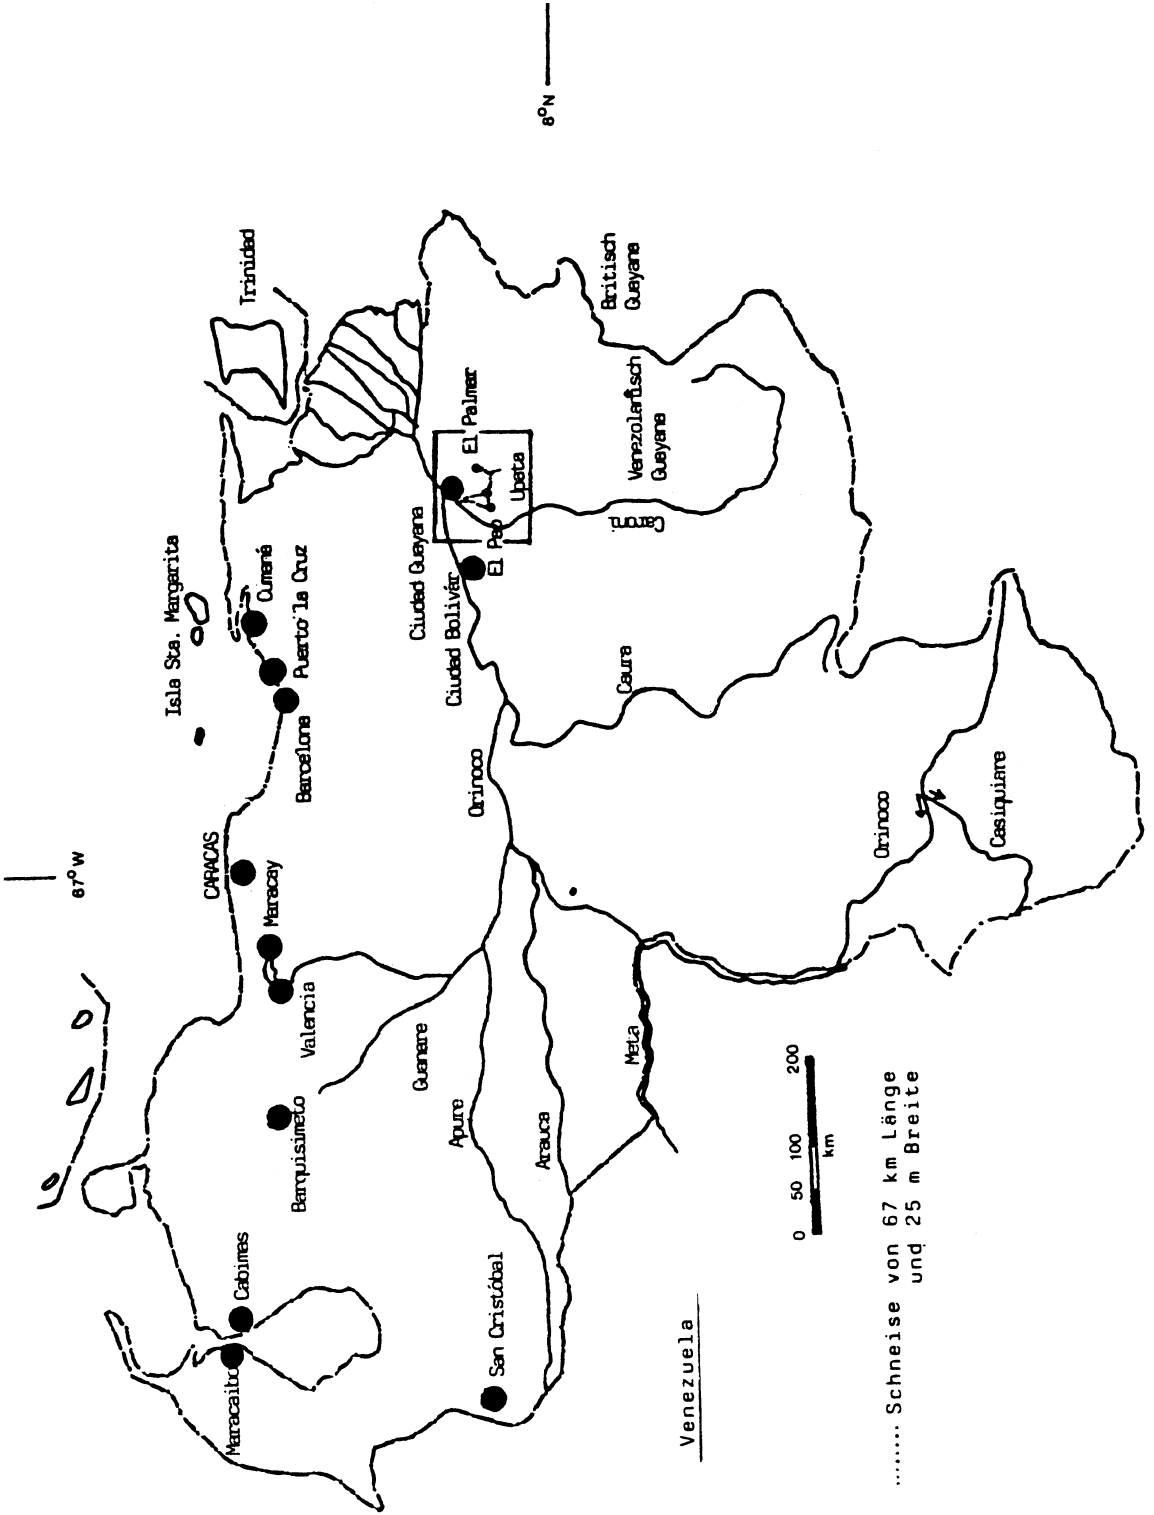 67°W
8°N
Trinidad
Isla Sta. Margarita
Cumaná
Puerto la Cruz
Barcelona
CARACAS
Maracay
Valencia
Barquisimeto
Cabimas
Maracaibo
San Cristóbal
Guanare
Apure
Arauca
Meta
Orinoco
Ciudad Bolívar
Ciudad Guayana
El Pao
Upata
El Palmar
Caroní
Caura
Venezolanisch
Guayana
Britisch
Guayana
Orinoco
Casiquiare
Venezuela
0 50 100 200
km
........ Schneise von 67 km Länge
und 25 m Breite